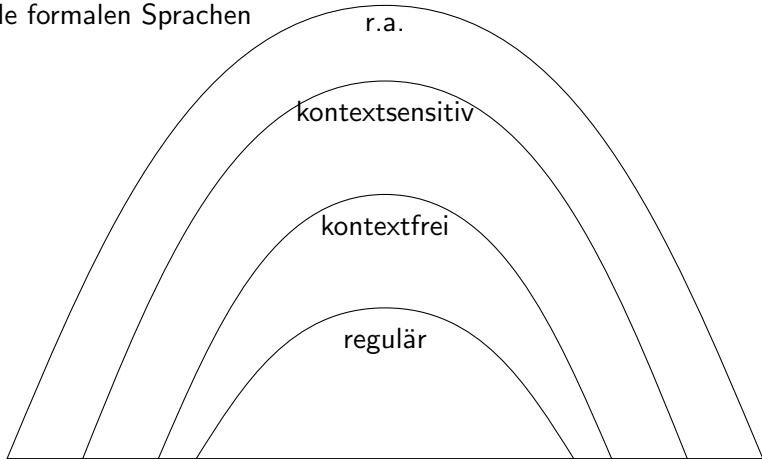 le formalen Sprachen
r.a.
kontextsensitiv
kontextfrei
regulär